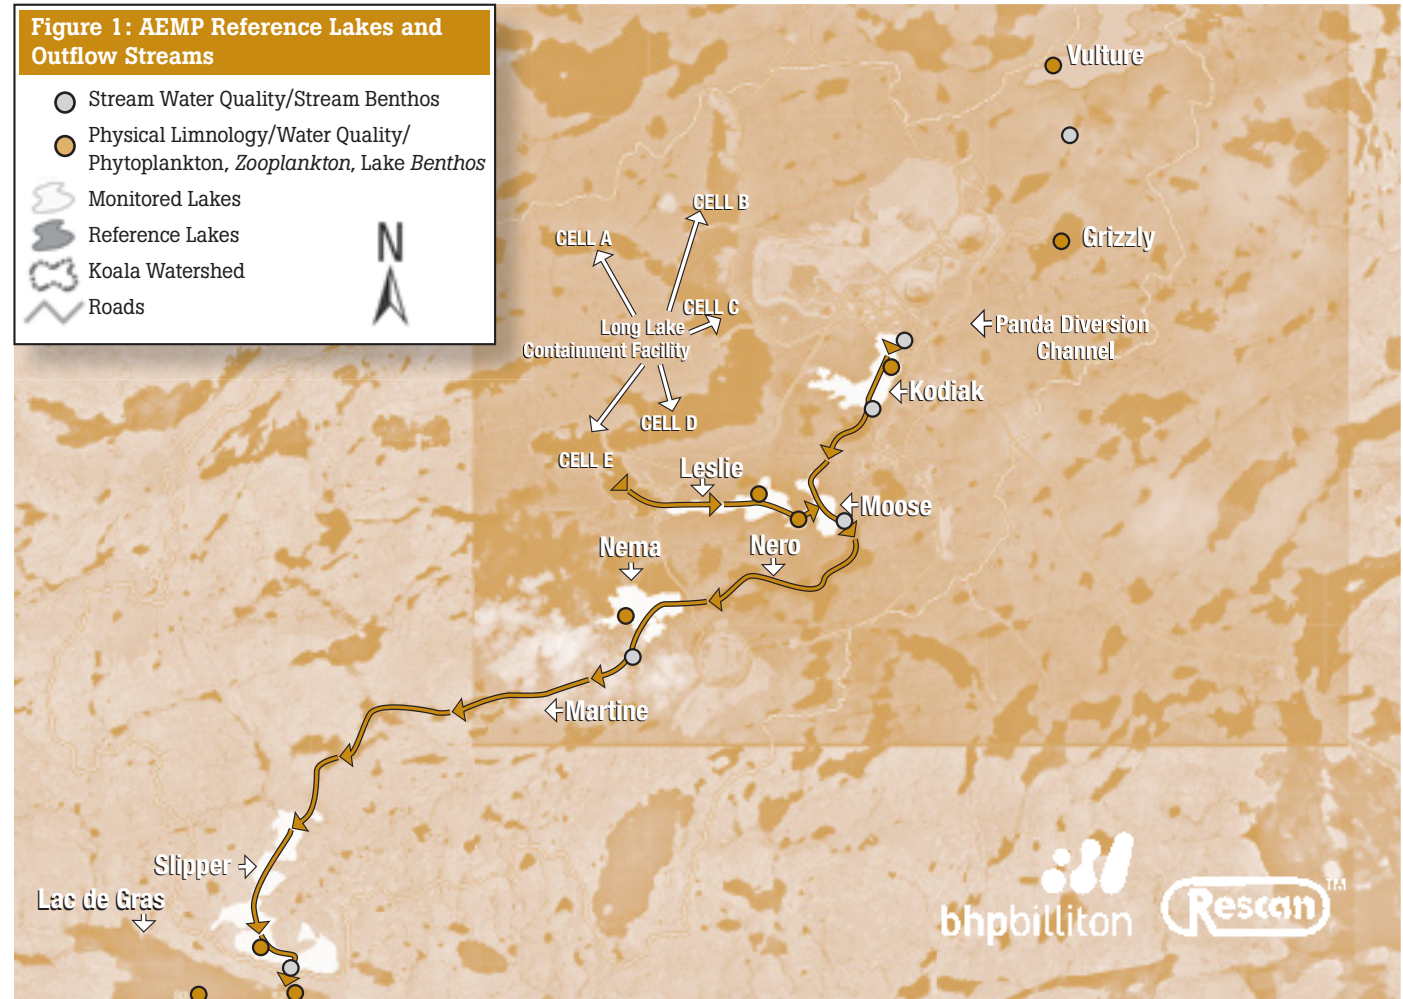 Figure 1: AEMP Reference Lakes and
Outflow Streams
Stream Water Quality/Stream Benthos
Physical Limnology/Water Quality/
Phytoplankton, Zooplankton, Lake Benthos
Monitored Lakes
Reference Lakes
Koala Watershed
Roads
N
Vulture
Grizzly
CELL B
CELL A
CELL C
Long Lake
Containment Facility
CELL D
CELL E
Panda Diversion
Channel
Kodiak
Leslie
Moose
Nema
Nero
Martine
Slipper
Lac de Gras
bhpbilliton
Rescan™